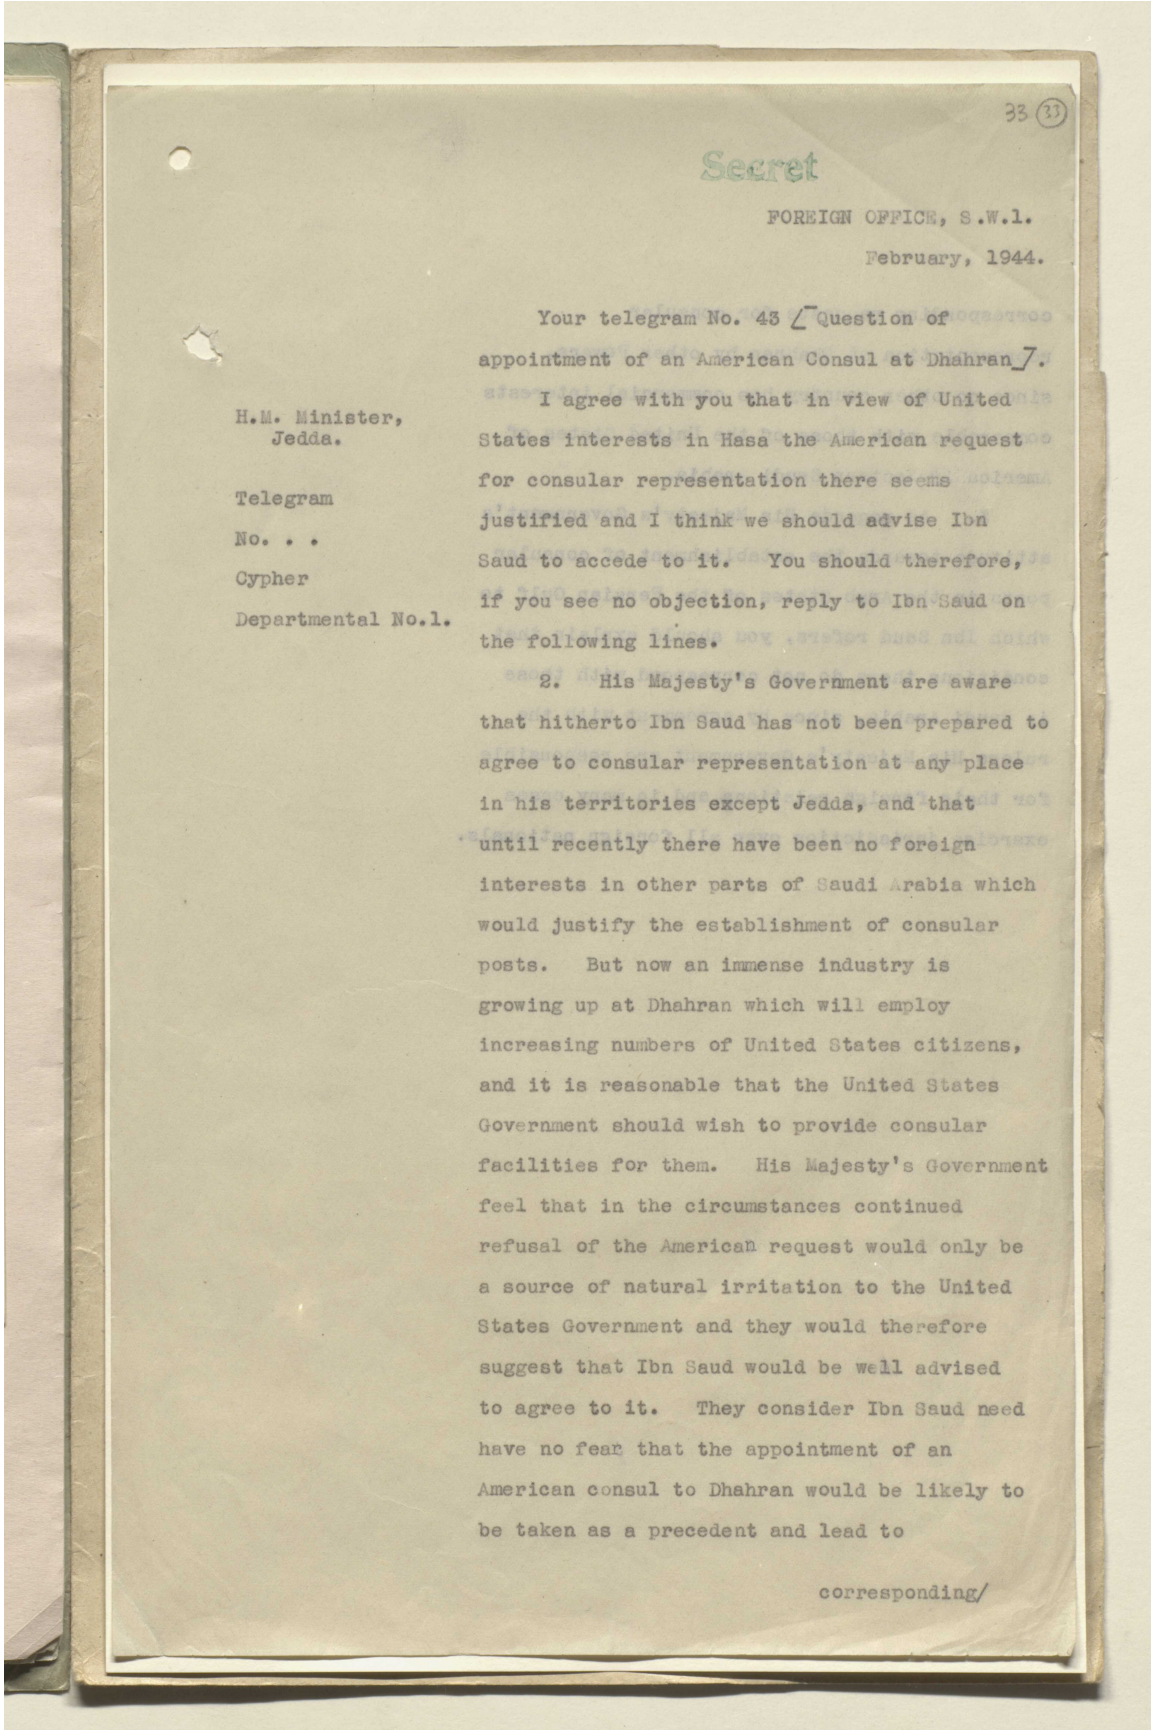 33 33
Secret
FOREIGN OFFICE, S.W.1.
February, 1944.
Your telegram No. 43 [Question of
appointment of an American Consul at Dhahran].
I agree with you that in view of United
States interests in Hasa the American request
for consular representation there seems
justified and I think we should advise Ibn
Saud to accede to it. You should therefore,
if you see no objection, reply to Ibn Saud on
the following lines.
H.M. Minister,
Jedda.
Telegram
No. . .
Cypher
Departmental No.1.
2. His Majesty's Government are aware
that hitherto Ibn Saud has not been prepared to
agree to consular representation at any place
in his territories except Jedda, and that
until recently there have been no foreign
interests in other parts of Saudi Arabia which
would justify the establishment of consular
posts. But now an immense industry is
growing up at Dhahran which will employ
increasing numbers of United States citizens,
and it is reasonable that the United States
Government should wish to provide consular
facilities for them. His Majesty's Government
feel that in the circumstances continued
refusal of the American request would only be
a source of natural irritation to the United
States Government and they would therefore
suggest that Ibn Saud would be well advised
to agree to it. They consider Ibn Saud need
have no fear that the appointment of an
American consul to Dhahran would be likely to
be taken as a precedent and lead to
corresponding/